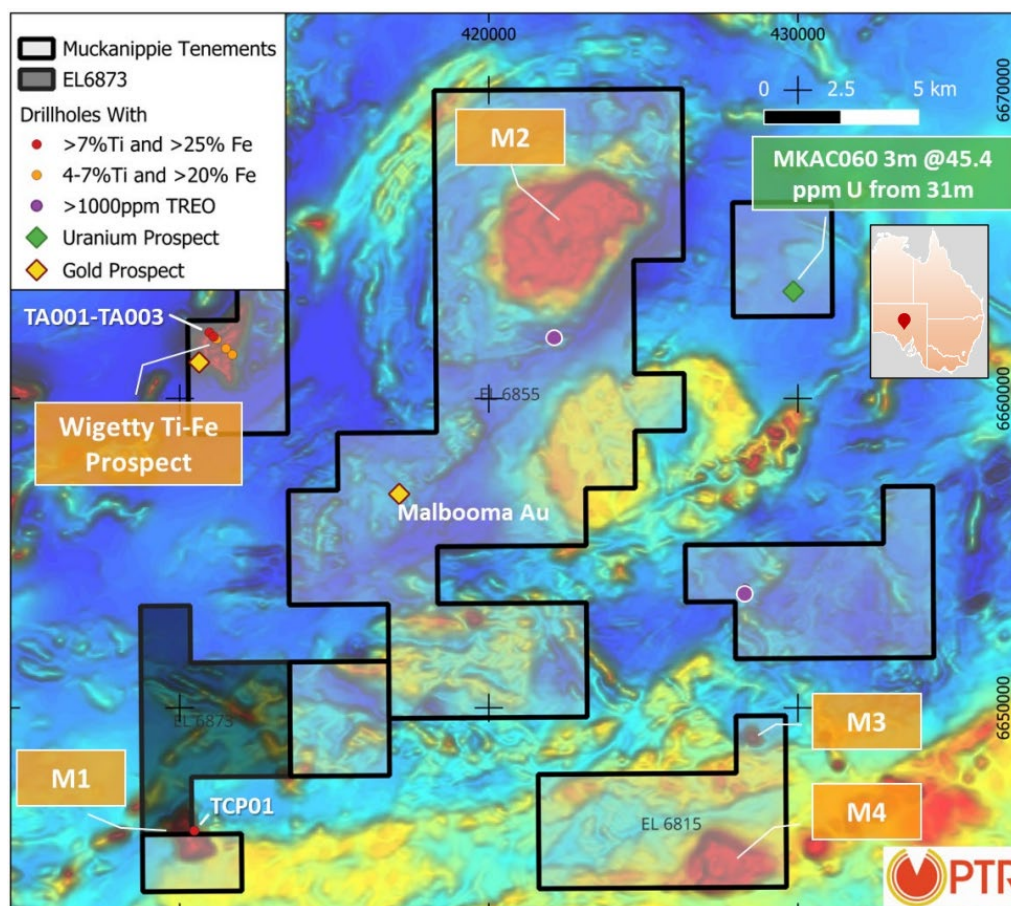 Muckanippie Tenements
EL6873
Drillholes With
>7%Ti and >25% Fe
4-7%Ti and >20% Fe
>1000ppm TREO
Uranium Prospect
Gold Prospect
420000
430000
0 2.5 5 km
6670000
M2
MKAC060 3m @45.4
ppm U from 31m
TA001-TA003
EL 6855
6660000
Wigetty Ti-Fe
Prospect
Malbooma Au
EL 6873
6650000
M3
M1
TCP01
EL 6815
M4
PTR